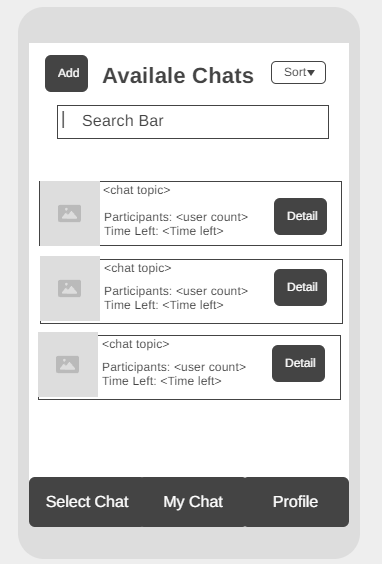 Add
Availale Chats
Sort
Search Bar
<chat topic>
Participants: <user count>
Time Left: <Time left>
Detail
<chat topic>
Participants: <user count>
Time Left: <Time left>
Detail
<chat topic>
Participants: <user count>
Time Left: <Time left>
Detail
Select Chat
My Chat
Profile